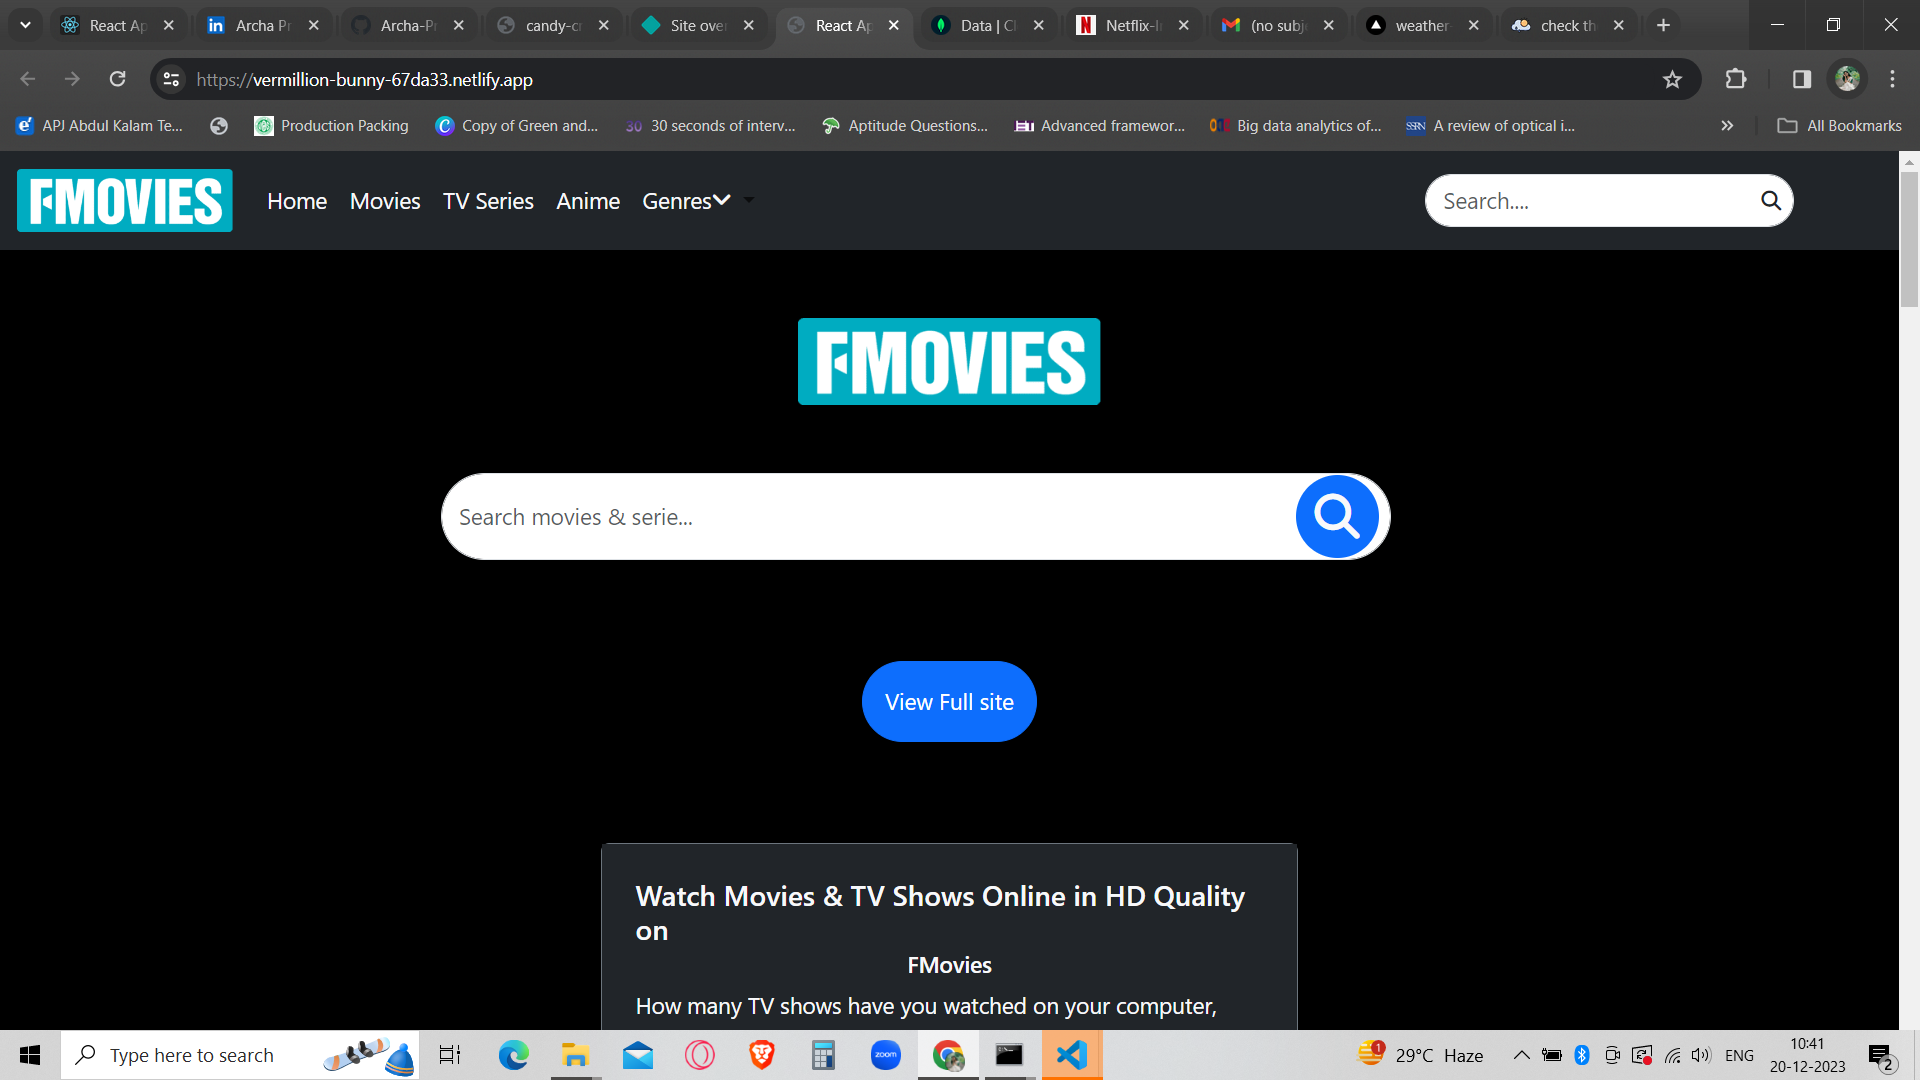 React Ap
Archa Pr
Archa-Pr
candy-cr
Site over
React Ap
Data | Cl
Netflix-I
(no subj
weather-
check th
https://vermillion-bunny-67da33.netlify.app
APJ Abdul Kalam Te...
Production Packing
Copy of Green and...
30 seconds of interv...
Aptitude Questions...
Advanced framewor...
Big data analytics of...
A review of optical i...
All Bookmarks
FMOVIES
Home
Movies
TV Series
Anime
Genres
Search....
FMOVIES
Search movies & serie...
View Full site
Watch Movies & TV Shows Online in HD Quality
on
FMovies
How many TV shows have you watched on your computer,
Type here to search
zoom
1
29°C Haze
ENG
10:41
20-12-2023
2